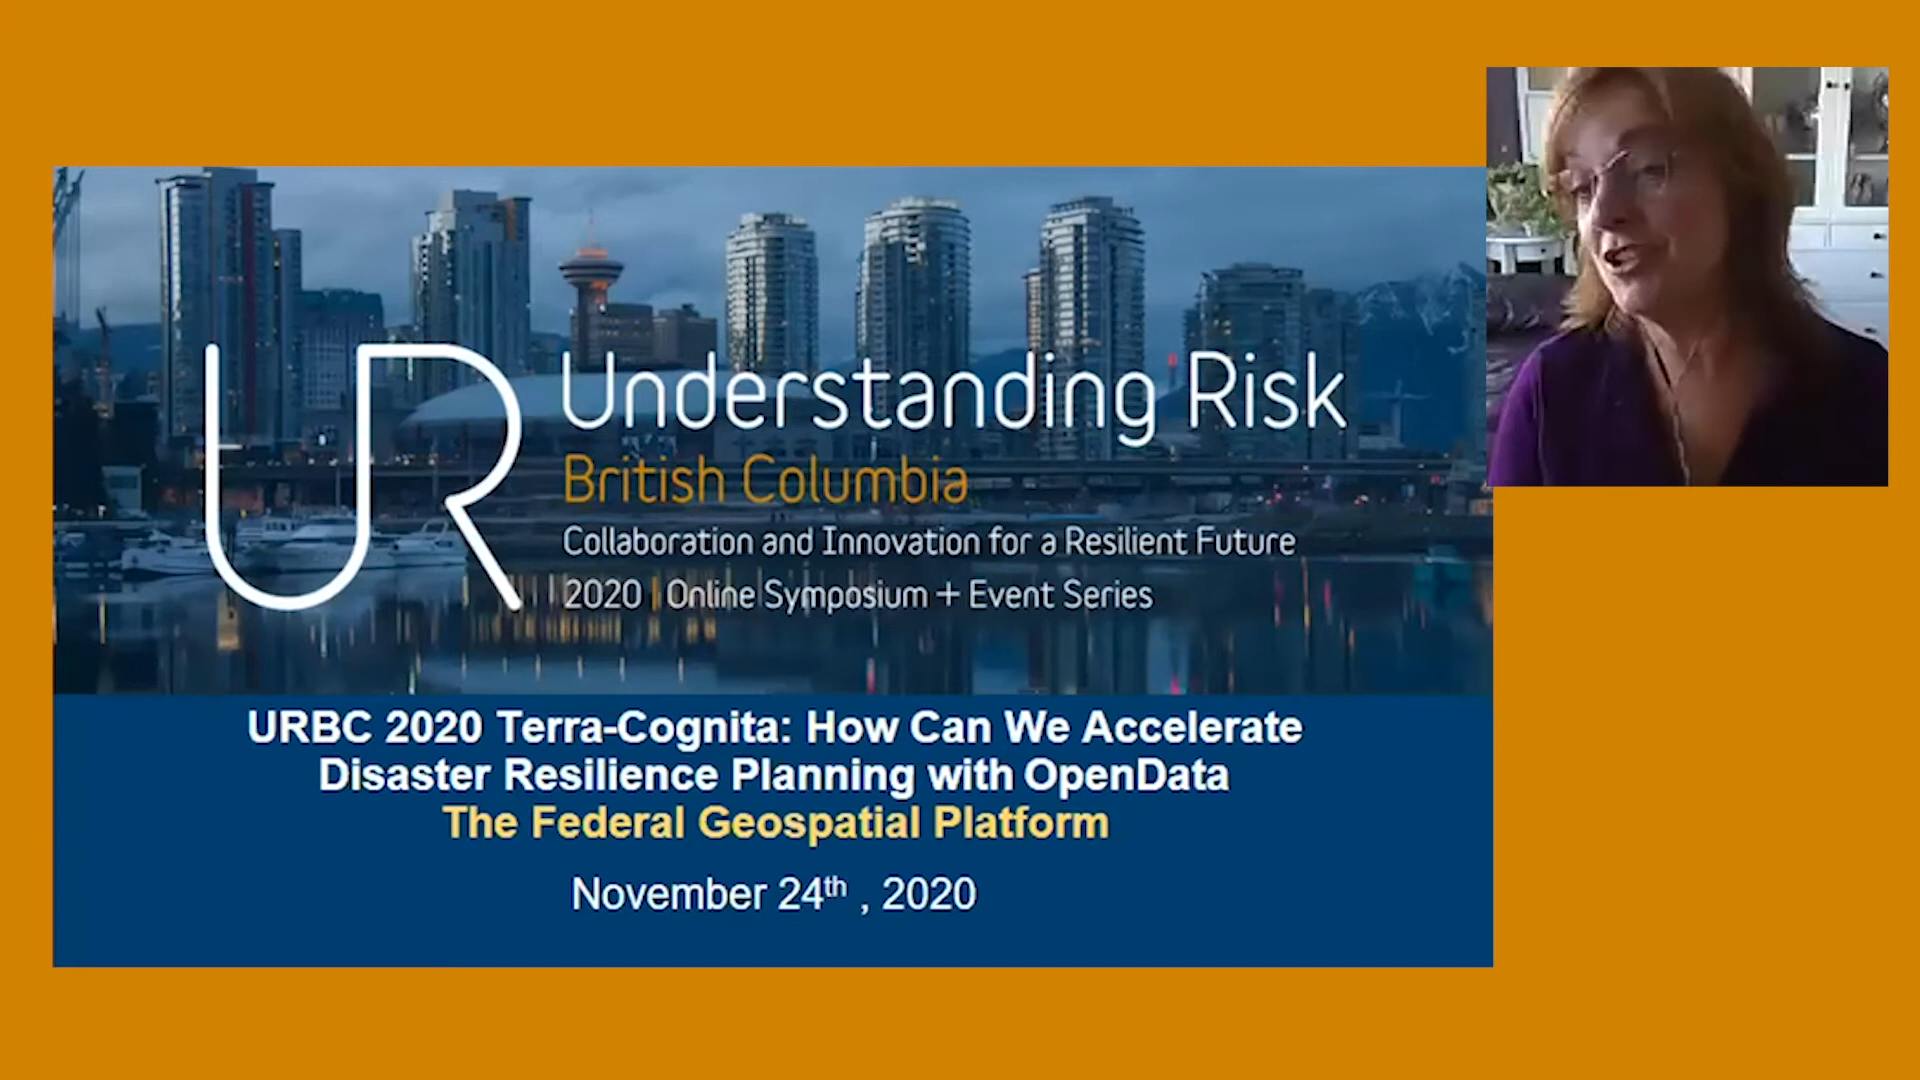 UR
Understanding Risk
British Columbia
Collaboration and Innovation for a Resilient Future
2020 | Online Symposium + Event Series
URBC 2020 Terra-Cognita: How Can We Accelerate
Disaster Resilience Planning with OpenData
The Federal Geospatial Platform
November 24th , 2020